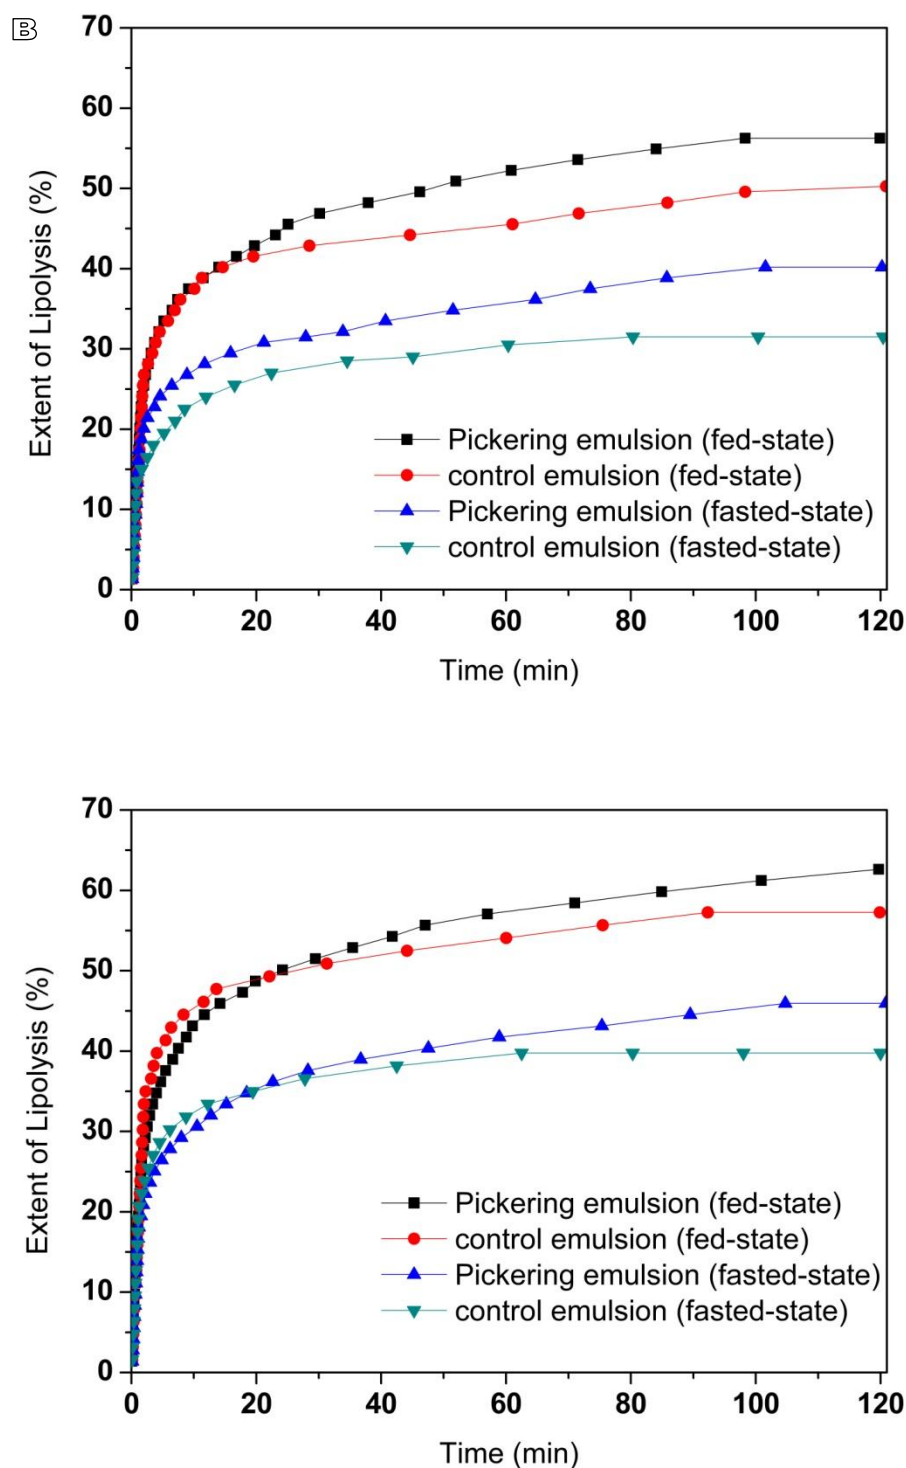 B
70
60
50
40
30
20
10
0
Extent of Lipolysis (%)
Pickering emulsion (fed-state)
control emulsion (fed-state)
Pickering emulsion (fasted-state)
control emulsion (fasted-state)
0 20 40 60 80 100 120
Time (min)
70
60
50
40
30
20
10
0
Extent of Lipolysis (%)
Pickering emulsion (fed-state)
control emulsion (fed-state)
Pickering emulsion (fasted-state)
control emulsion (fasted-state)
0 20 40 60 80 100 120
Time (min)